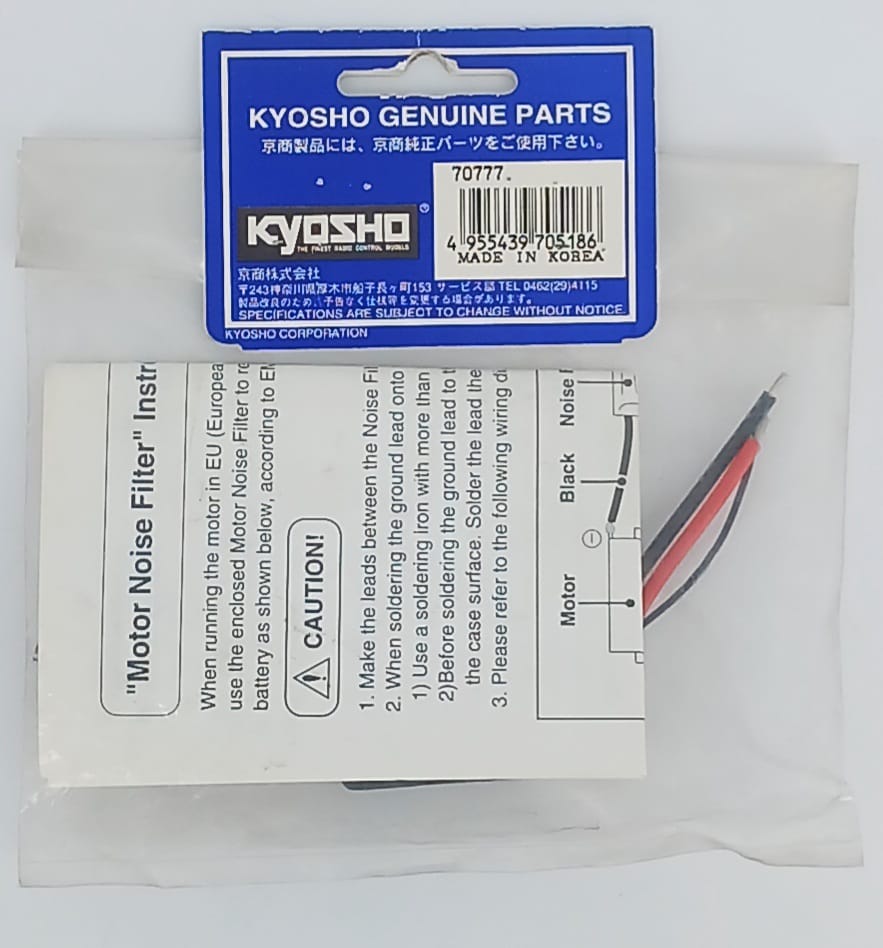 KYOSHO GENUINE PARTS
京商製品には、京商純正パーツをご使用下さい。
70777
4 955439 705186
MADE IN KOREA
KYOSHO ®
THE FINEST RADIO CONTROL MODELS
京商株式会社
〒243神奈川県厚木市船子長ヶ町153 サービス部 TEL 0462(29)4115
製品改良のため、予告なく仕様等を変更する場合があります。
SPECIFICATIONS ARE SUBJECT TO CHANGE WITHOUT NOTICE.
KYOSHO CORPORATION
"Motor Noise Filter" Instr
When running the motor in EU (Europea
use the enclosed Motor Noise Filter to re
battery as shown below, according to EM
CAUTION!
1. Make the leads between the Noise Fil
2. When soldering the ground lead onto
1) Use a soldering Iron with more than
2)Before soldering the ground lead to t
the case surface. Solder the lead the
3. Please refer to the following wiring di
Motor
Black
Noise F